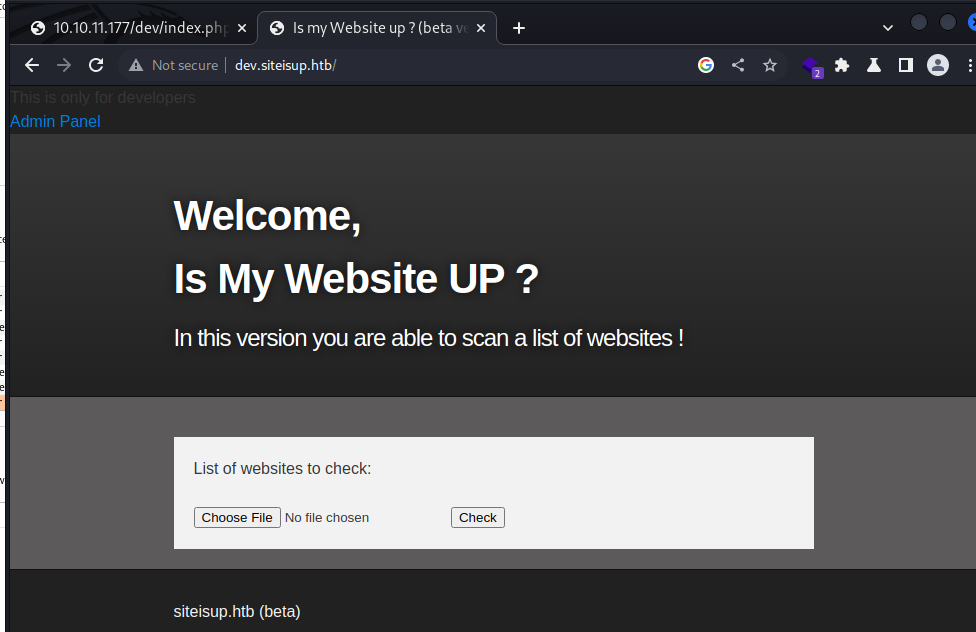 10.10.11.177/dev/index.php
Is my Website up ? (beta ve
Not secure
dev.siteisup.htb/
2
This is only for developers
Admin Panel
Welcome,
Is My Website UP ?
In this version you are able to scan a list of websites !
List of websites to check:
Choose File No file chosen
Check
siteisup.htb (beta)